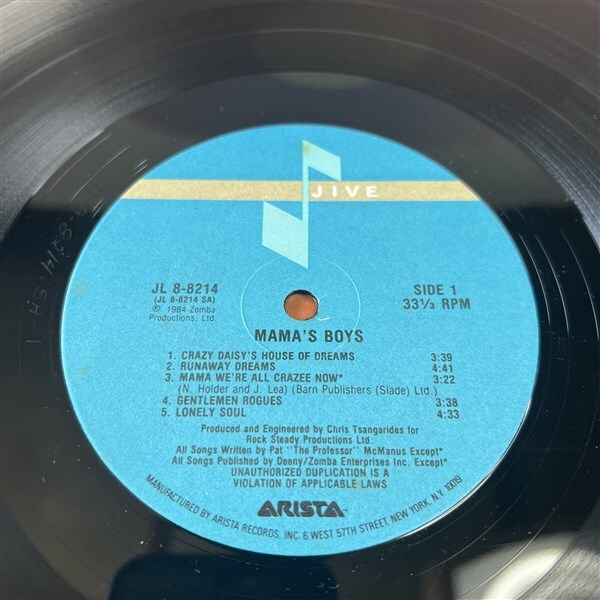 JIVE
JL 8-8214
(JL 8-8214 SA)
℗ 1984 Zomba
Productions, Ltd.
SIDE 1
33⅓ RPM
MAMA'S BOYS
1. CRAZY DAISY'S HOUSE OF DREAMS 3:39
2. RUNAWAY DREAMS 4:41
3. MAMA WE'RE ALL CRAZEE NOW* 3:22
(N. Holder and J. Lea) (Barn Publishers (Slade) Ltd.)
4. GENTLEMEN ROGUES 3:38
5. LONELY SOUL 4:33
Produced and Engineered by Chris Tsangarides for
Rock Steady Productions Ltd.
All Songs Written by Pat "The Professor" McManus Except*
All Songs Published by Deeny/Zomba Enterprises Inc. Except*
UNAUTHORIZED DUPLICATION IS A
VIOLATION OF APPLICABLE LAWS
ARISTA
MANUFACTURED BY ARISTA RECORDS, INC. 6 WEST 57TH STREET, NEW YORK, N.Y. 10019